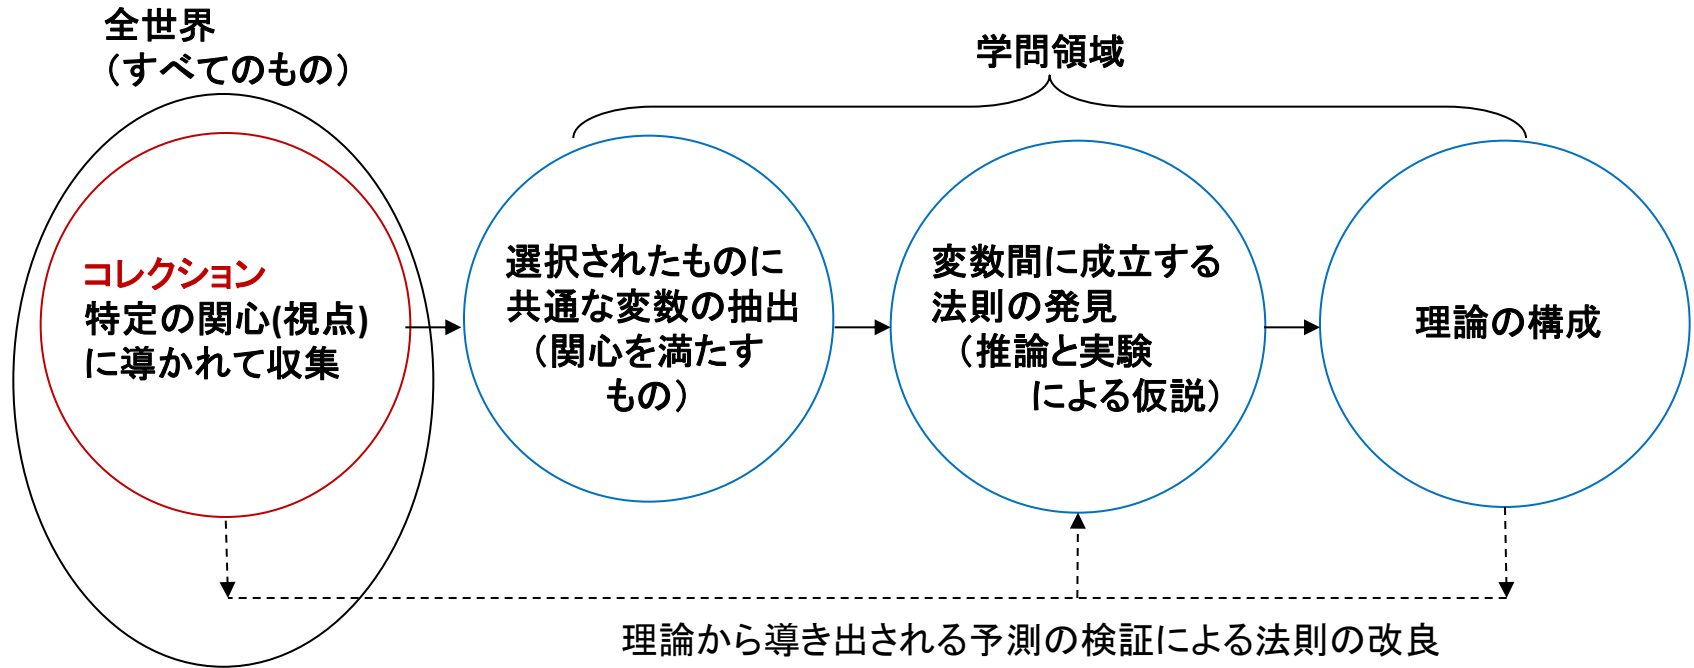 全世界
（すべてのもの）
学問領域
コレクション
特定の関心(視点)
に導かれて収集
選択されたものに
共通な変数の抽出
（関心を満たす
もの）
変数間に成立する
法則の発見
（推論と実験
による仮説）
理論の構成
理論から導き出される予測の検証による法則の改良